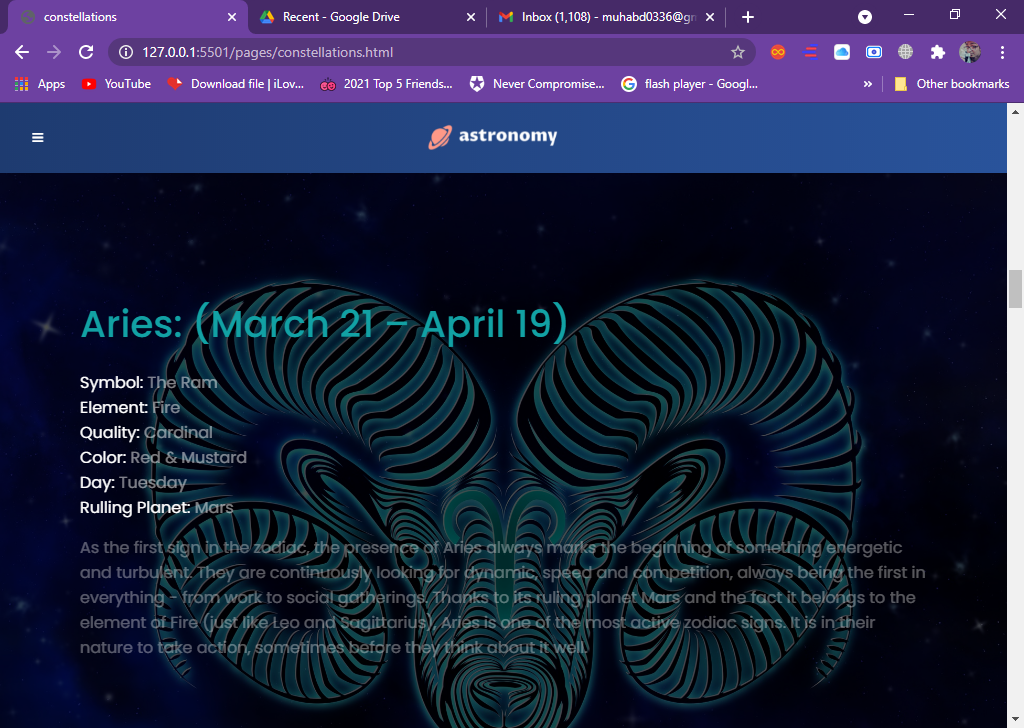 constellations
Recent - Google Drive
Inbox (1,108) - muhabd0336@gm
127.0.0.1:5501/pages/constellations.html
Apps
YouTube
Download file | iLov...
2021 Top 5 Friends...
Never Compromise...
flash player - Googl...
»
Other bookmarks
astronomy
Aries: (March 21 – April 19)
Symbol: The Ram
Element: Fire
Quality: Cardinal
Color: Red & Mustard
Day: Tuesday
Rulling Planet: Mars
As the first sign in the zodiac, the presence of Aries always marks the beginning of something energetic
and turbulent. They are continuously looking for dynamic, speed and competition, always being the first in
everything - from work to social gatherings. Thanks to its ruling planet Mars and the fact it belongs to the
element of Fire (just like Leo and Sagittarius), Aries is one of the most active zodiac signs. It is in their
nature to take action, sometimes before they think about it well.